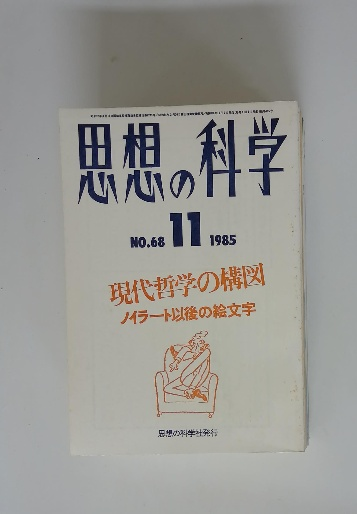 思想の科学
NO.68 11 1985
現代哲学の構図
ノイラート以後の絵文字
思想の科学社発行